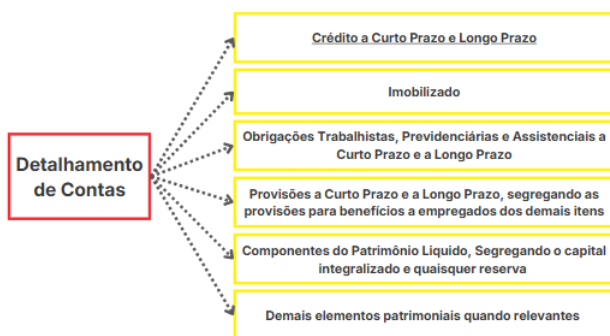 Detalhamento
de Contas
Crédito a Curto Prazo e Longo Prazo
Imobilizado
Obrigações Trabalhistas, Previdenciárias e Assistenciais a
Curto Prazo e a Longo Prazo
Provisões a Curto Prazo e a Longo Prazo, segregando as
provisões para benefícios a empregados dos demais itens
Componentes do Patrimônio Liquido, Segregando o capital
integralizado e quaisquer reserva
Demais elementos patrimoniais quando relevantes